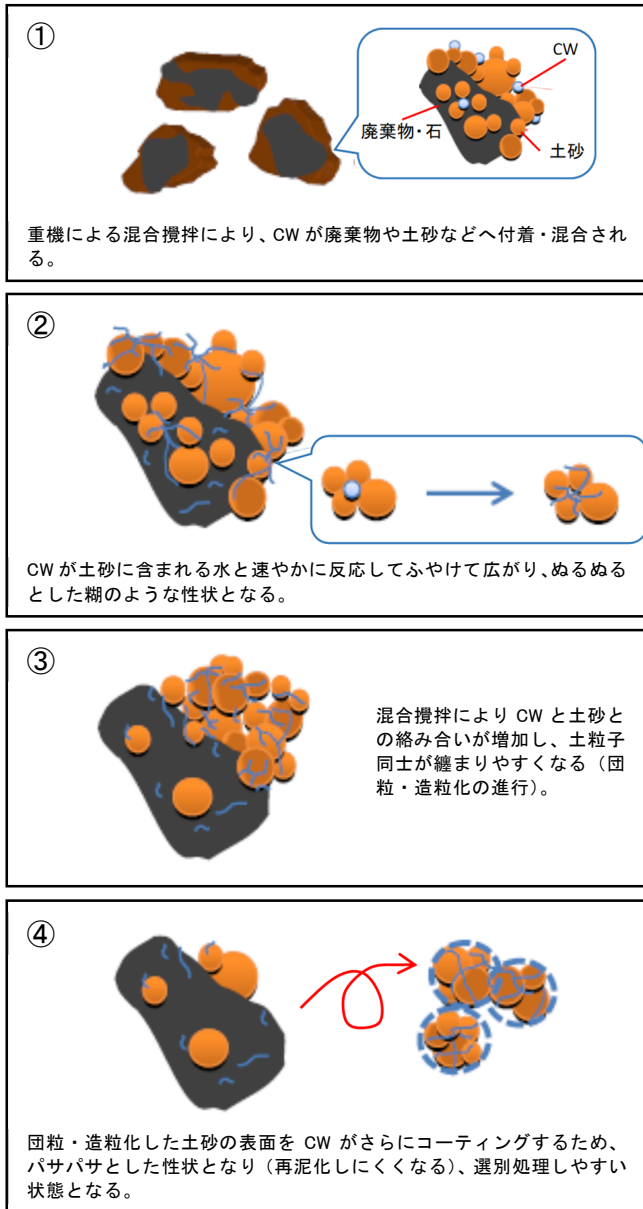 ①
CW
廃棄物・石
土砂
重機による混合攪拌により、CW が廃棄物や土砂などへ付着・混合され
る。
②
CW が土砂に含まれる水と速やかに反応してふやけて広がり、ぬるぬる
とした糊のような性状となる。
③
混合攪拌により CW と土砂と
の絡み合いが増加し、土粒子
同士が纏まりやすくなる（団
粒・造粒化の進行）。
④
団粒・造粒化した土砂の表面を CW がさらにコーティングするため、
パサパサとした性状となり（再泥化しにくくなる）、選別処理しやすい
状態となる。